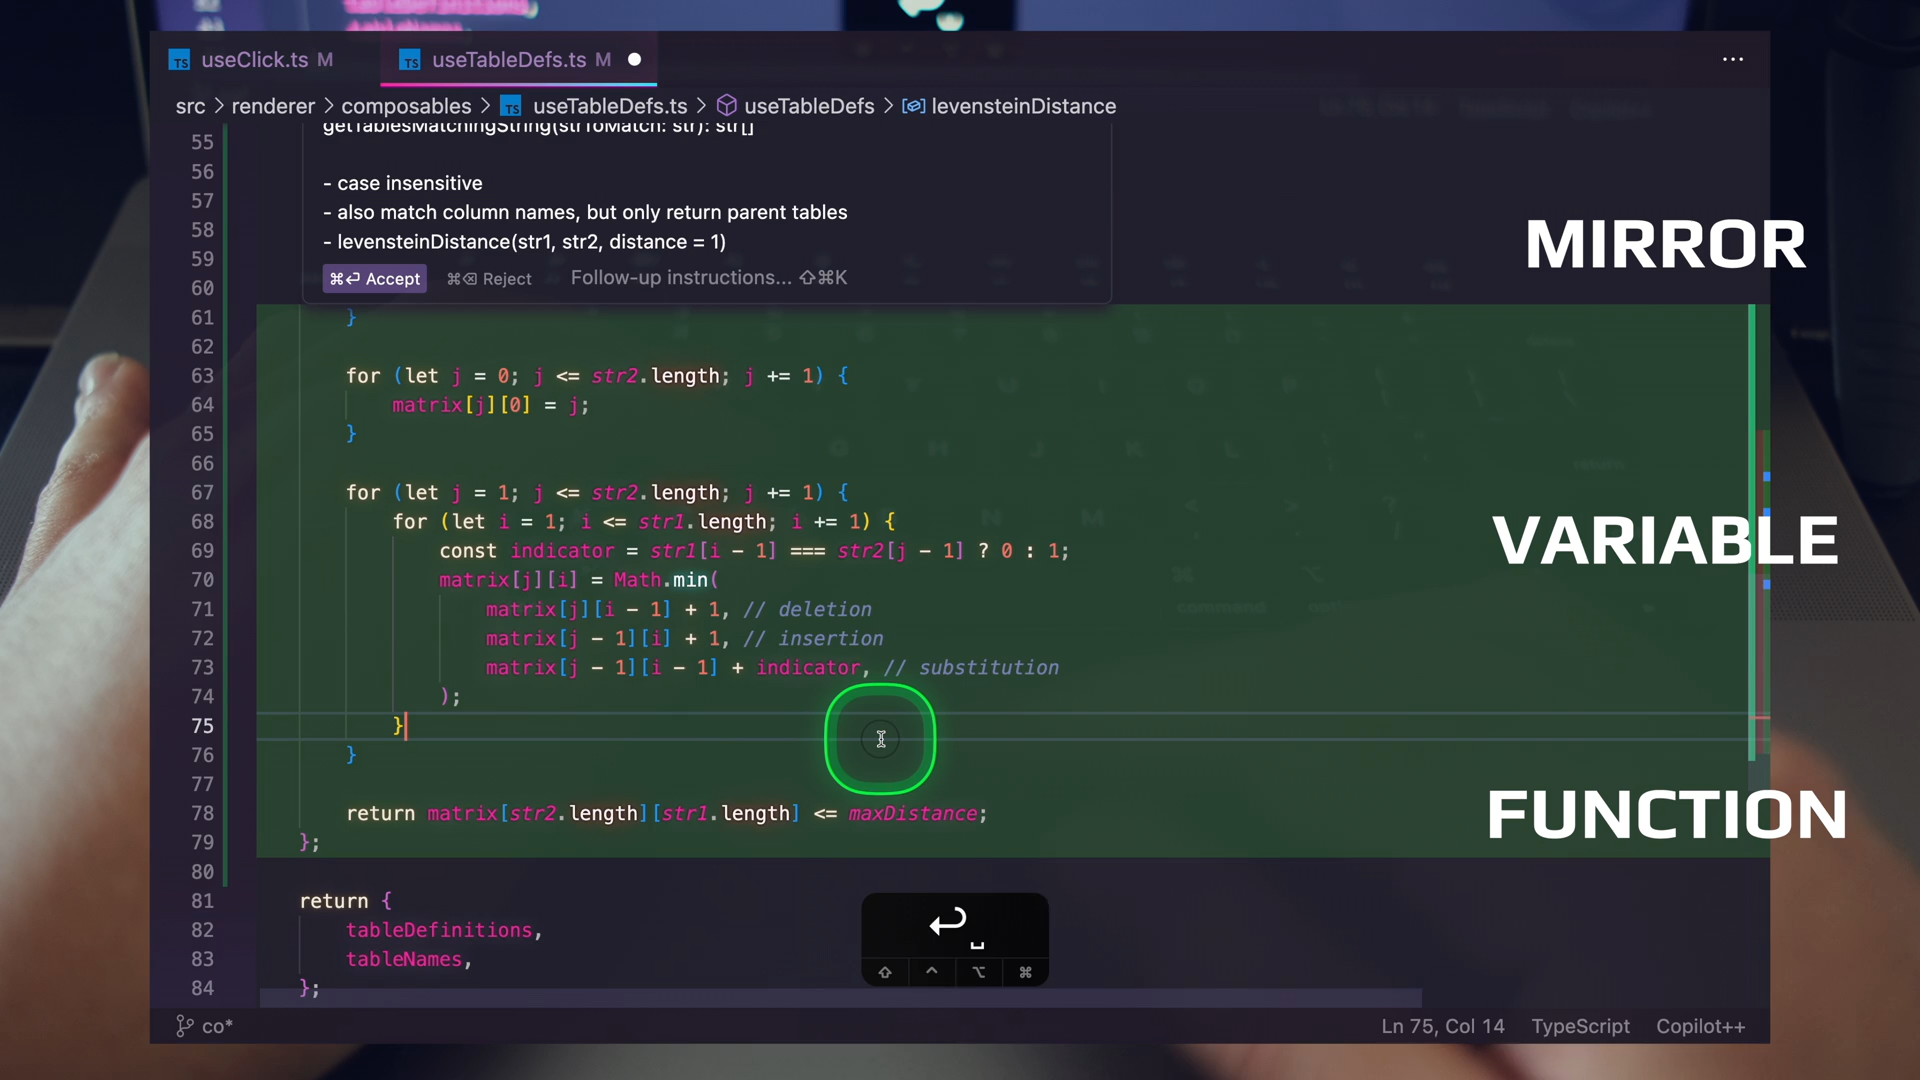 useClick.ts M
useTableDefs.ts M
src > renderer > composables > useTableDefs.ts > useTableDefs > levensteinDistance
getTablesMatchingString(strToMatch: str): str[]
- case insensitive
- also match column names, but only return parent tables
- levensteinDistance(str1, str2, distance = 1)
⌘⏎ Accept ⌘⌫ Reject Follow-up instructions... ⇧⌘K
55
56
57
58
59
60
61 }
62
63 for (let j = 0; j <= str2.length; j += 1) {
64 matrix[j][0] = j;
65 }
66
67 for (let j = 1; j <= str2.length; j += 1) {
68 for (let i = 1; i <= str1.length; i += 1) {
69 const indicator = str1[i - 1] === str2[j - 1] ? 0 : 1;
70 matrix[j][i] = Math.min(
71 matrix[j][i - 1] + 1, // deletion
72 matrix[j - 1][i] + 1, // insertion
73 matrix[j - 1][i - 1] + indicator, // substitution
74 );
75 }
76 }
77
78 return matrix[str2.length][str1.length] <= maxDistance;
79 };
80
81 return {
82 tableDefinitions,
83 tableNames,
84 };
MIRROR
VARIABLE
FUNCTION
co*
Ln 75, Col 14 TypeScript Copilot++